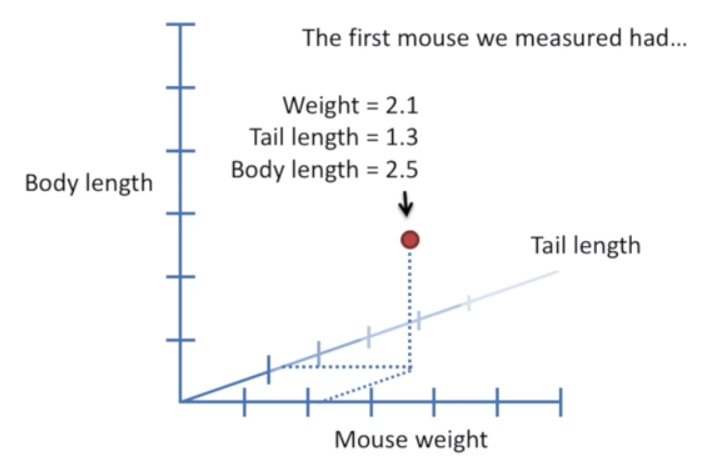 The first mouse we measured had...
Weight = 2.1
Tail length = 1.3
Body length = 2.5
Body length
Tail length
Mouse weight